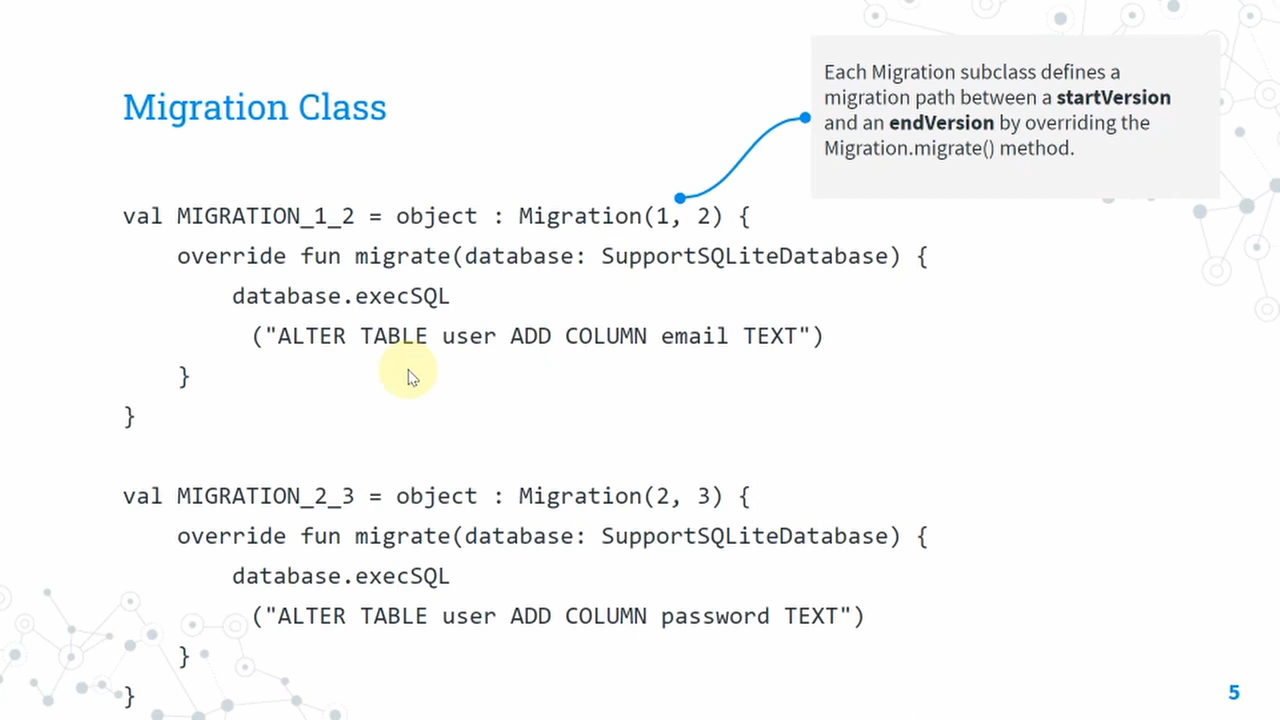 Migration Class
Each Migration subclass defines a
migration path between a startVersion
and an endVersion by overriding the
Migration.migrate() method.
val MIGRATION_1_2 = object : Migration(1, 2) {
    override fun migrate(database: SupportSQLiteDatabase) {
        database.execSQL
         ("ALTER TABLE user ADD COLUMN email TEXT")
    }
}
val MIGRATION_2_3 = object : Migration(2, 3) {
    override fun migrate(database: SupportSQLiteDatabase) {
        database.execSQL
         ("ALTER TABLE user ADD COLUMN password TEXT")
    }
}
5